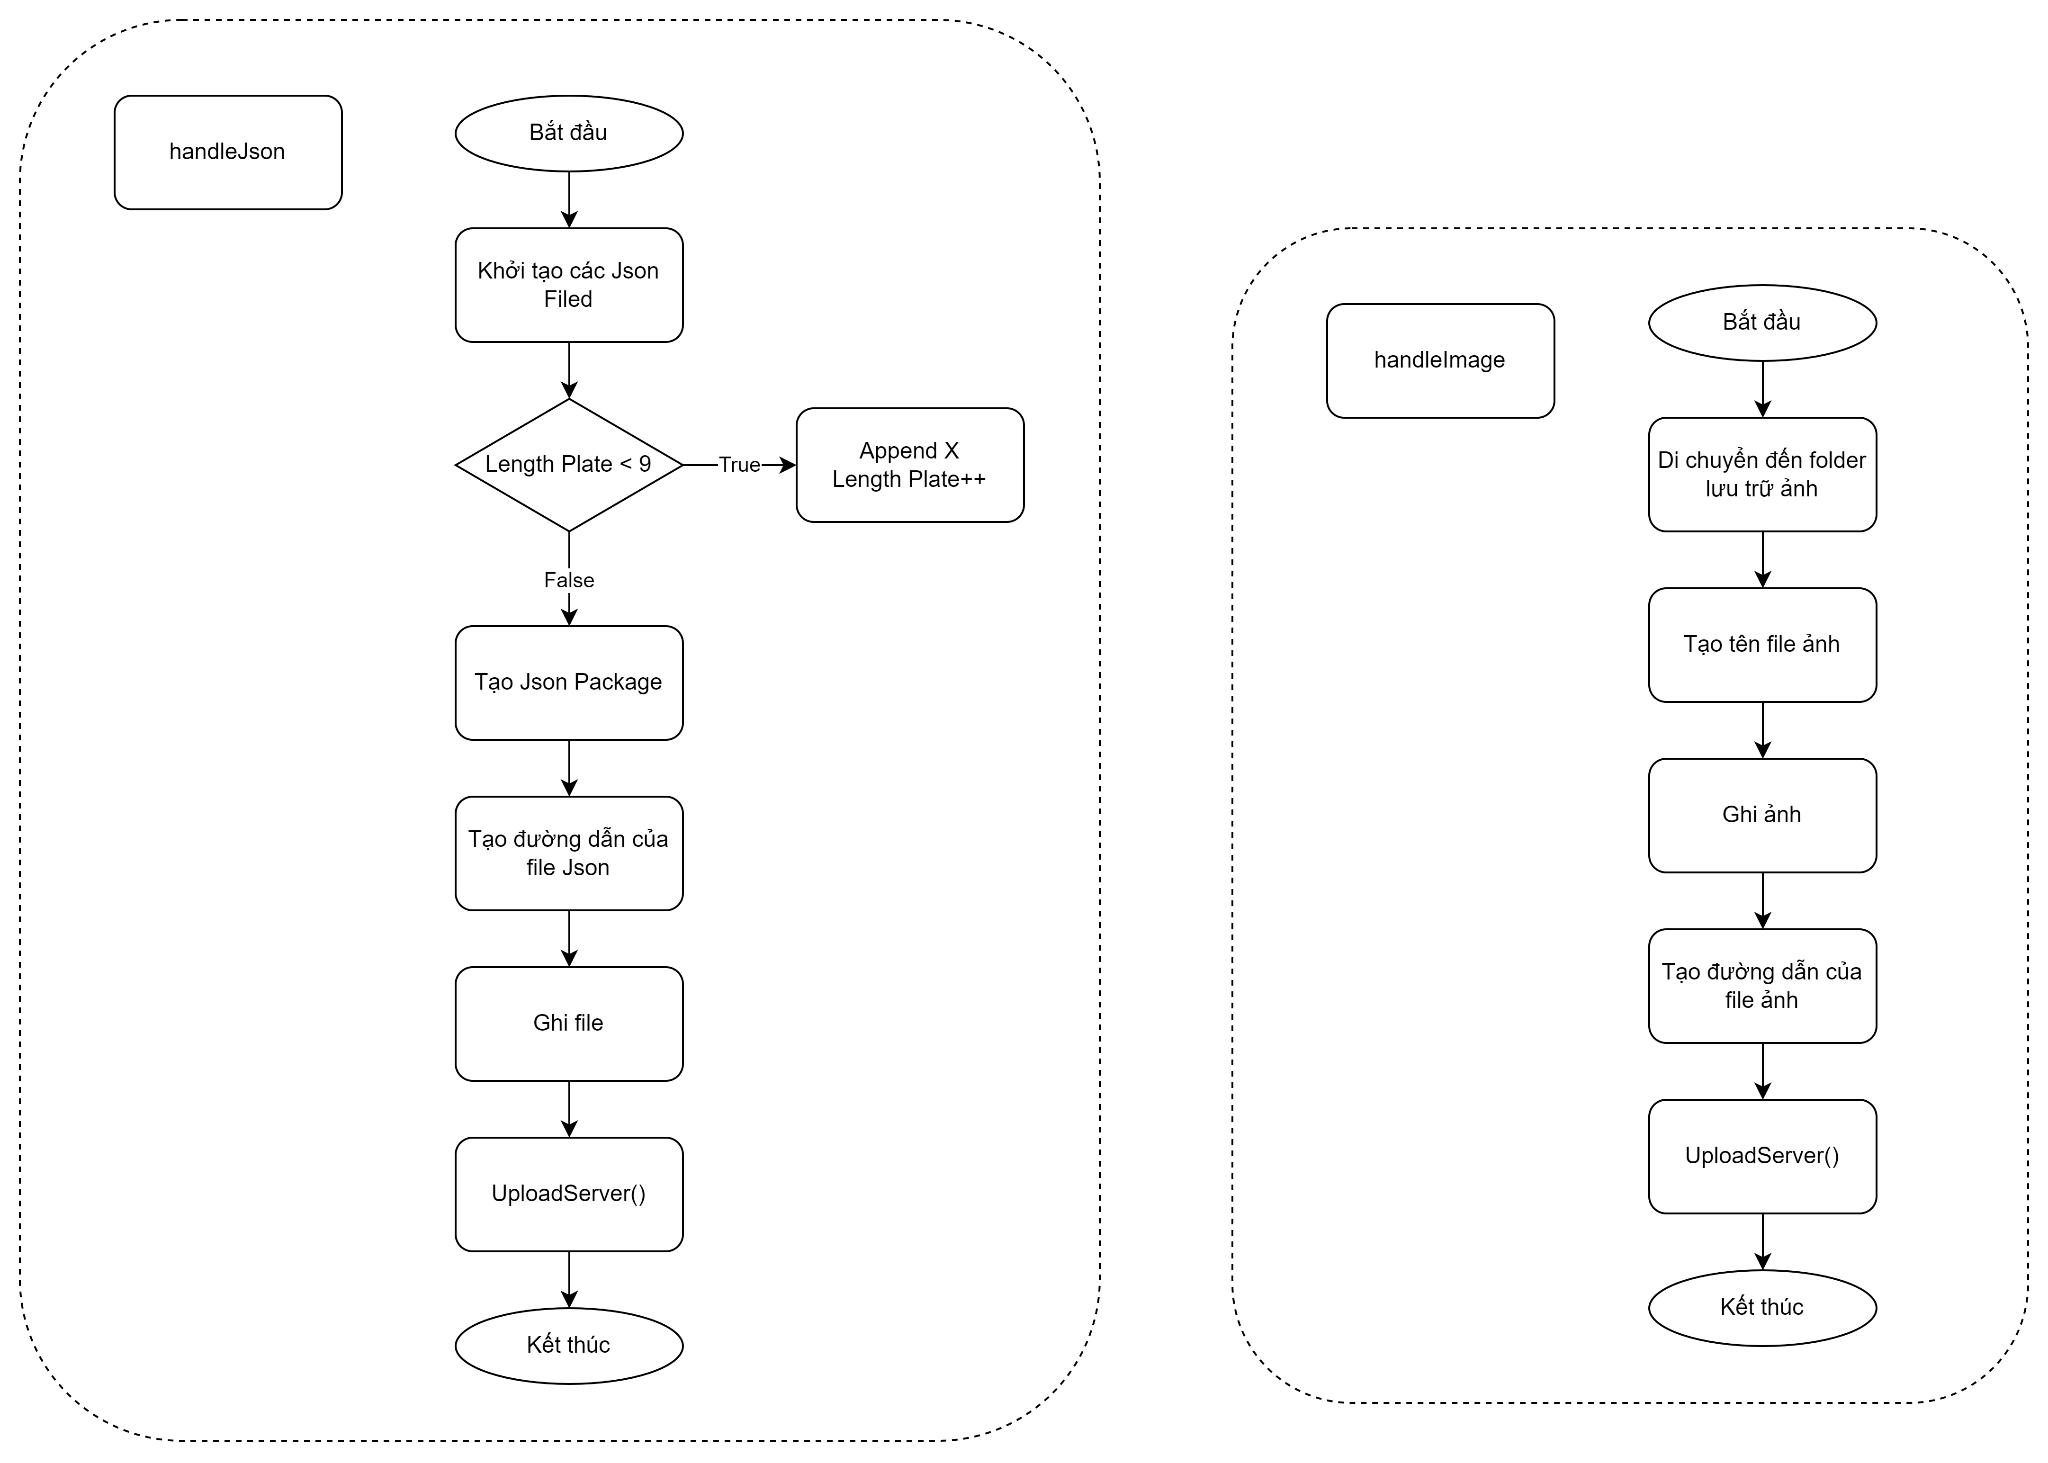 handleJson
Bắt đầu
Khởi tạo các Json
Filed
Length Plate < 9
True
Append X
Length Plate++
False
Tạo Json Package
Tạo đường dẫn của
file Json
Ghi file
UploadServer()
Kết thúc
handleImage
Bắt đầu
Di chuyển đến folder
lưu trữ ảnh
Tạo tên file ảnh
Ghi ảnh
Tạo đường dẫn của
file ảnh
UploadServer()
Kết thúc